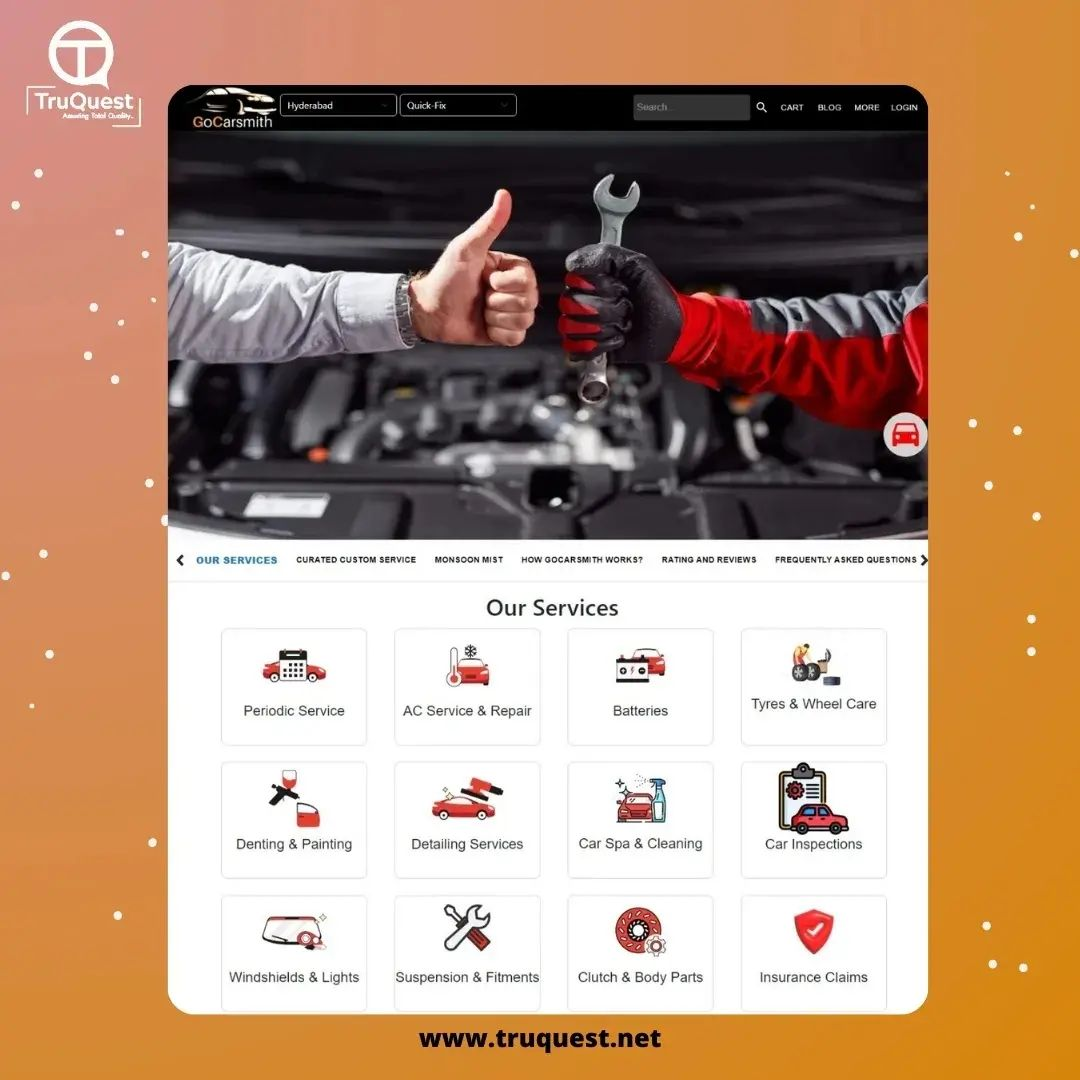 TruQuest
Assuring Total Quality..
GoCarsmith
Hyderabad
Quick-Fix
Search...
CART
BLOG
MORE
LOGIN
OUR SERVICES
CURATED CUSTOM SERVICE
MONSOON MIST
HOW GOCARSMITH WORKS?
RATING AND REVIEWS
FREQUENTLY ASKED QUESTIONS
Our Services
Periodic Service
AC Service & Repair
Batteries
Tyres & Wheel Care
Denting & Painting
Detailing Services
Car Spa & Cleaning
Car Inspections
Windshields & Lights
Suspension & Fitments
Clutch & Body Parts
Insurance Claims
www.truquest.net